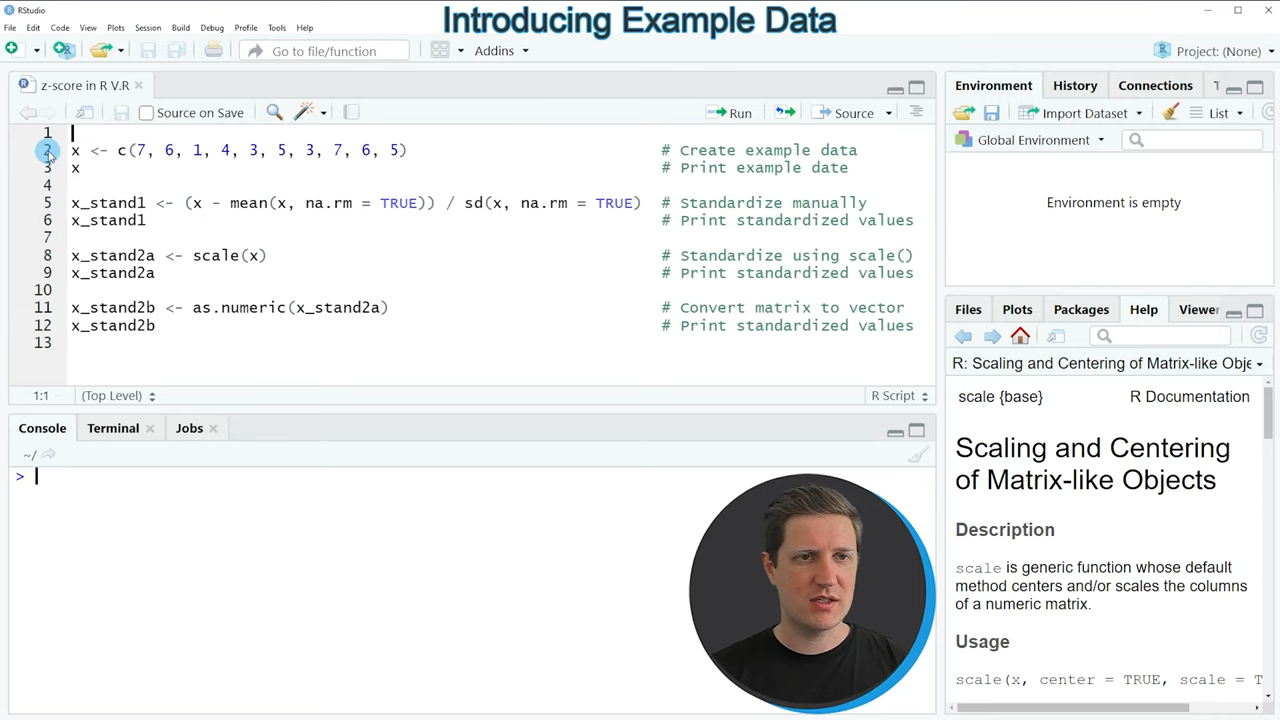 RStudio
Introducing Example Data
File Edit Code View Plots Session Build Debug Profile Tools Help
Go to file/function Addins Project: (None)
z-score in R V.R
Source on Save Run Source
1
2 x <- c(7, 6, 1, 4, 3, 5, 3, 7, 6, 5) # Create example data
3 x # Print example date
4
5 x_stand1 <- (x - mean(x, na.rm = TRUE)) / sd(x, na.rm = TRUE) # Standardize manually
6 x_stand1 # Print standardized values
7
8 x_stand2a <- scale(x) # Standardize using scale()
9 x_stand2a # Print standardized values
10
11 x_stand2b <- as.numeric(x_stand2a) # Convert matrix to vector
12 x_stand2b # Print standardized values
13
1:1 (Top Level) R Script
Console Terminal Jobs
~/
>
Environment History Connections T
Import Dataset List
Global Environment
Environment is empty
Files Plots Packages Help Viewer
R: Scaling and Centering of Matrix-like Obje
scale {base} R Documentation
Scaling and Centering
of Matrix-like Objects
Description
scale is generic function whose default
method centers and/or scales the columns
of a numeric matrix.
Usage
scale(x, center = TRUE, scale = T